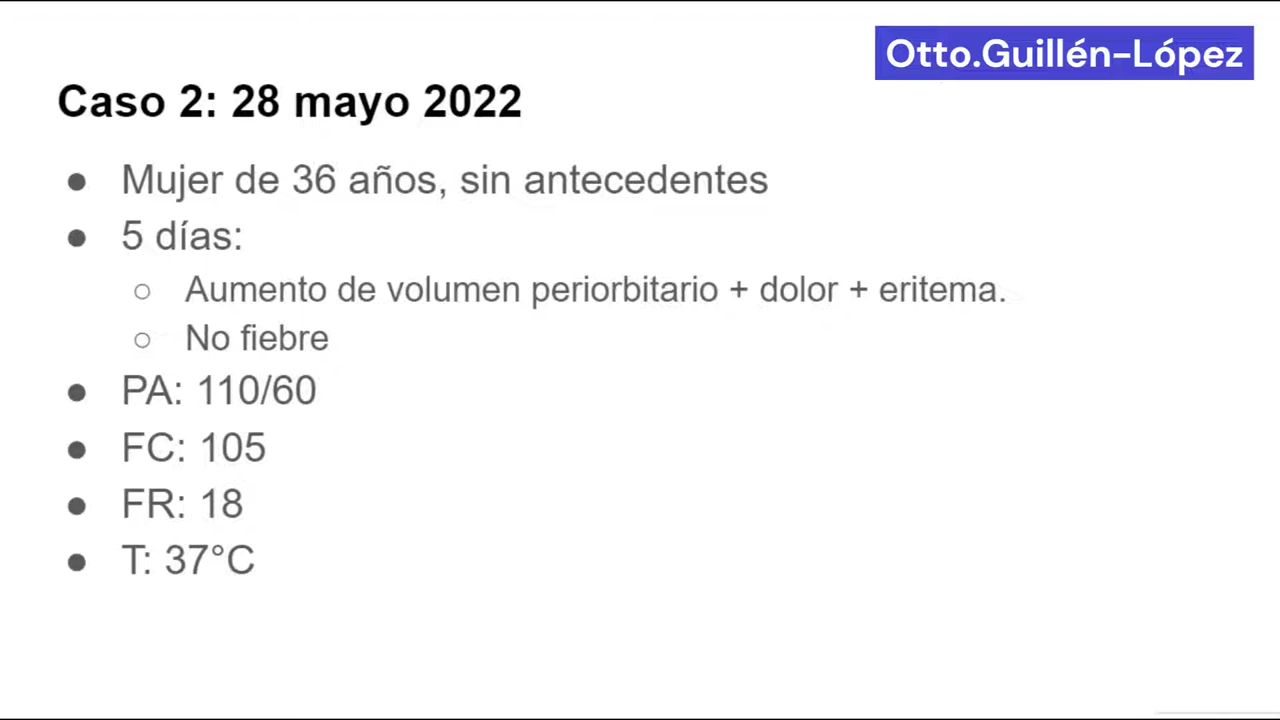 Otto.Guillén-López
Caso 2: 28 mayo 2022
● Mujer de 36 años, sin antecedentes
● 5 días:
○ Aumento de volumen periorbitario + dolor + eritema.
○ No fiebre
● PA: 110/60
● FC: 105
● FR: 18
● T: 37°C